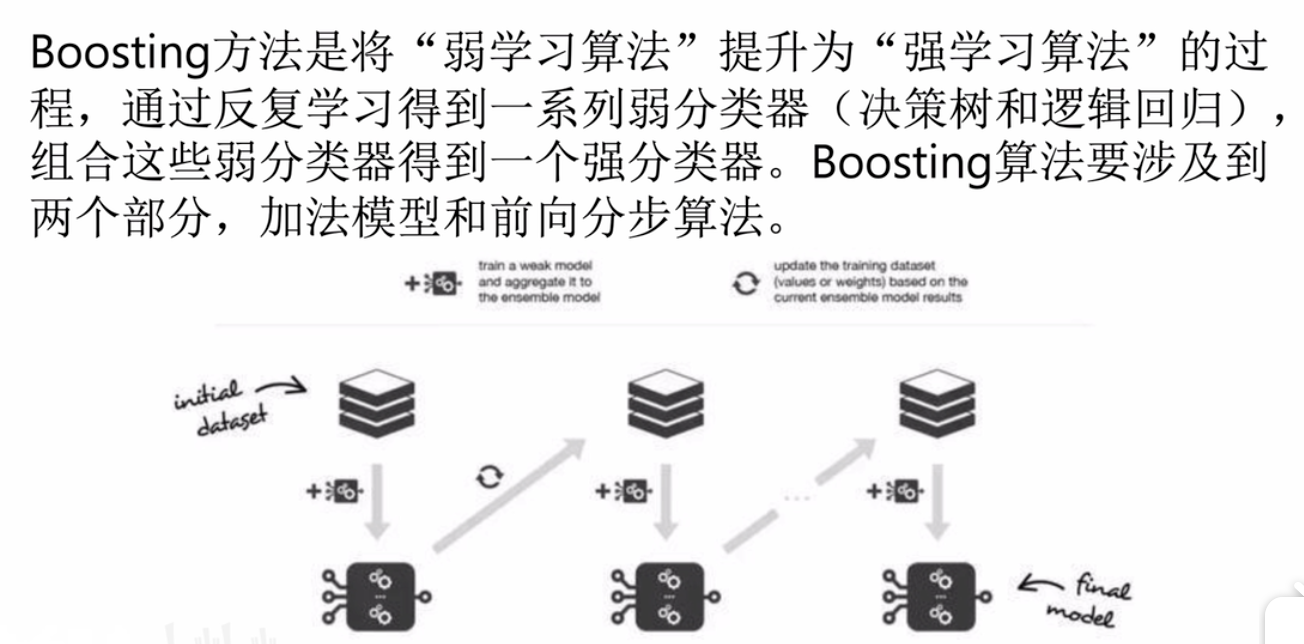 Boosting方法是将“弱学习算法”提升为“强学习算法”的过
程，通过反复学习得到一系列弱分类器（决策树和逻辑回归），
组合这些弱分类器得到一个强分类器。Boosting算法要涉及到
两个部分，加法模型和前向分步算法。
train a weak model
and aggregate it to
the ensemble model
update the training dataset
(values or weights) based on the
current ensemble model results
initial
dataset
...
final
model